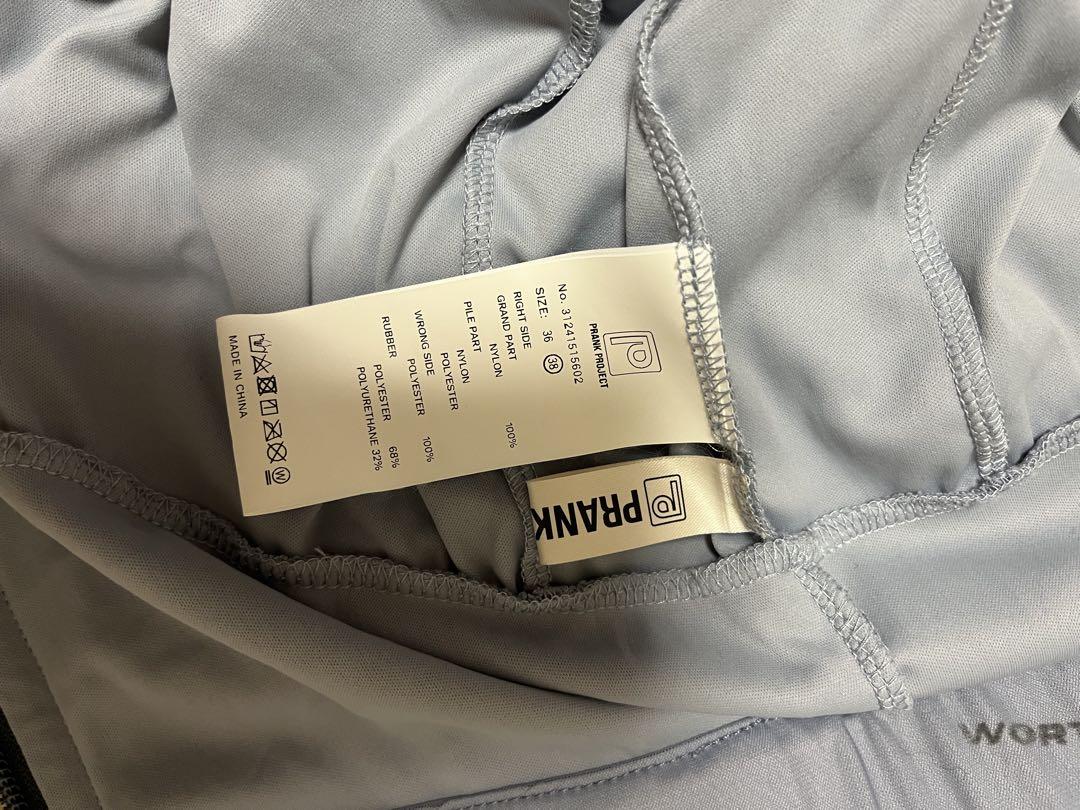 PRANK PROJECT
No. 31241515602
SIZE: 36 38
RIGHT SIDE
GRAND PART
NYLON 100%
PILE PART
NYLON
POLYESTER
WRONG SIDE
POLYESTER 100%
RUBBER
POLYESTER 68%
POLYURETHANE 32%
W
MADE IN CHINA
PRANK
WORT